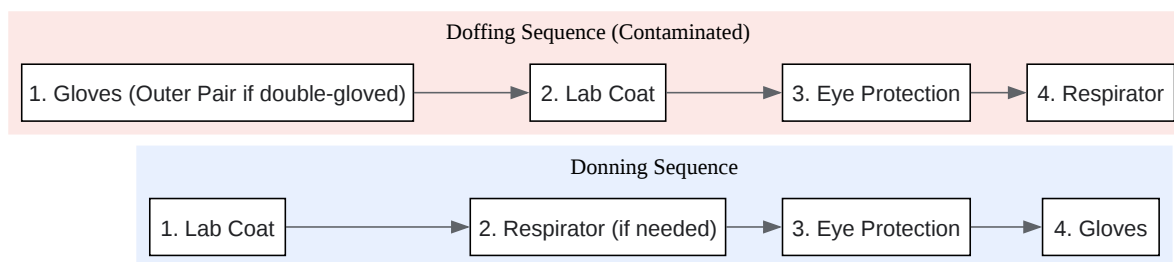 Doffing Sequence (Contaminated)
1. Gloves (Outer Pair if double-gloved)
2. Lab Coat
3. Eye Protection
4. Respirator
Donning Sequence
1. Lab Coat
2. Respirator (if needed)
3. Eye Protection
4. Gloves